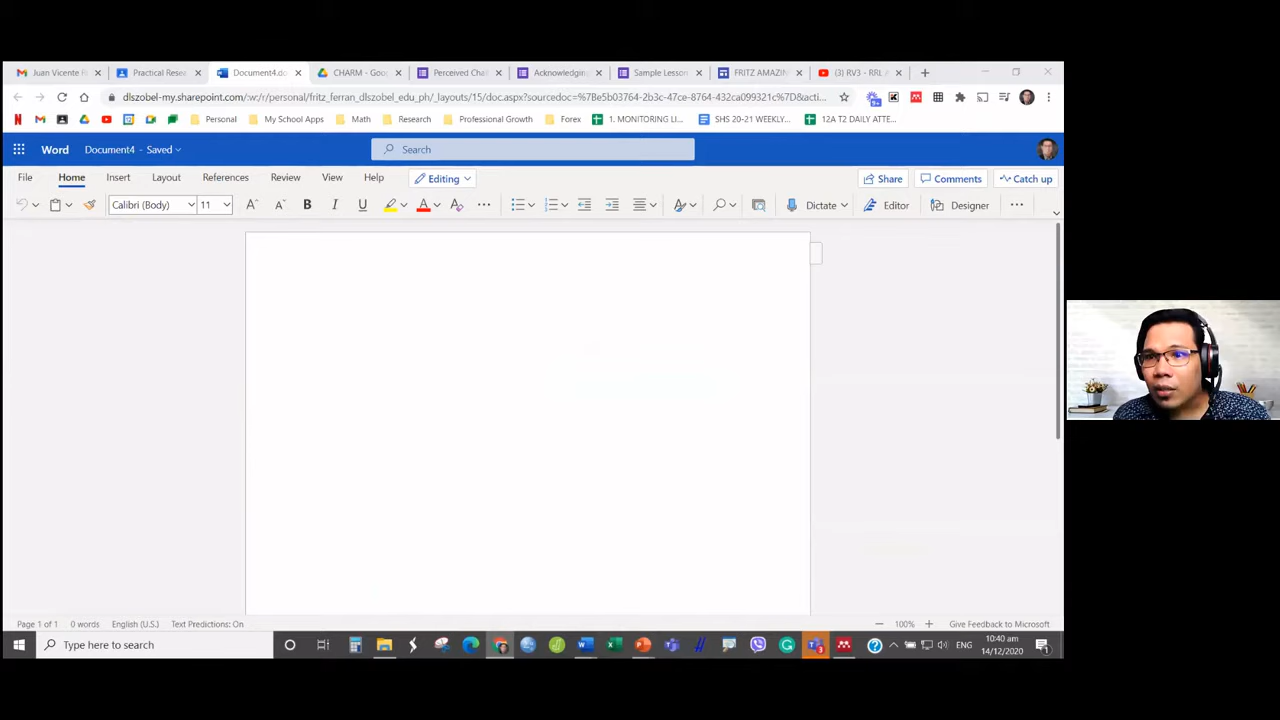 Juan Vicente
Practical Resea
Document4.do
CHARM - Goo
Perceived Chal
Acknowledging
Sample Lesson
FRITZ AMAZIN
(3) RV3 - RRL
dlszobel-my.sharepoint.com/:w:/r/personal/fritz_ferran_dlszobel_edu_ph/_layouts/15/doc.aspx?sourcedoc=%7Be5b03764-2b3c-47ce-8764-432ca099321c%7D&acti...
Personal My School Apps Math Research Professional Growth Forex 1. MONITORING LI... SHS 20-21 WEEKLY... 12A T2 DAILY ATTE...
Word Document4 - Saved Search
File Home Insert Layout References Review View Help Editing Share Comments Catch up
Calibri (Body) 11 B I U A Dictate Editor Designer
Page 1 of 1 0 words English (U.S.) Text Predictions: On 100% Give Feedback to Microsoft
Type here to search ENG 10:40 am
14/12/2020